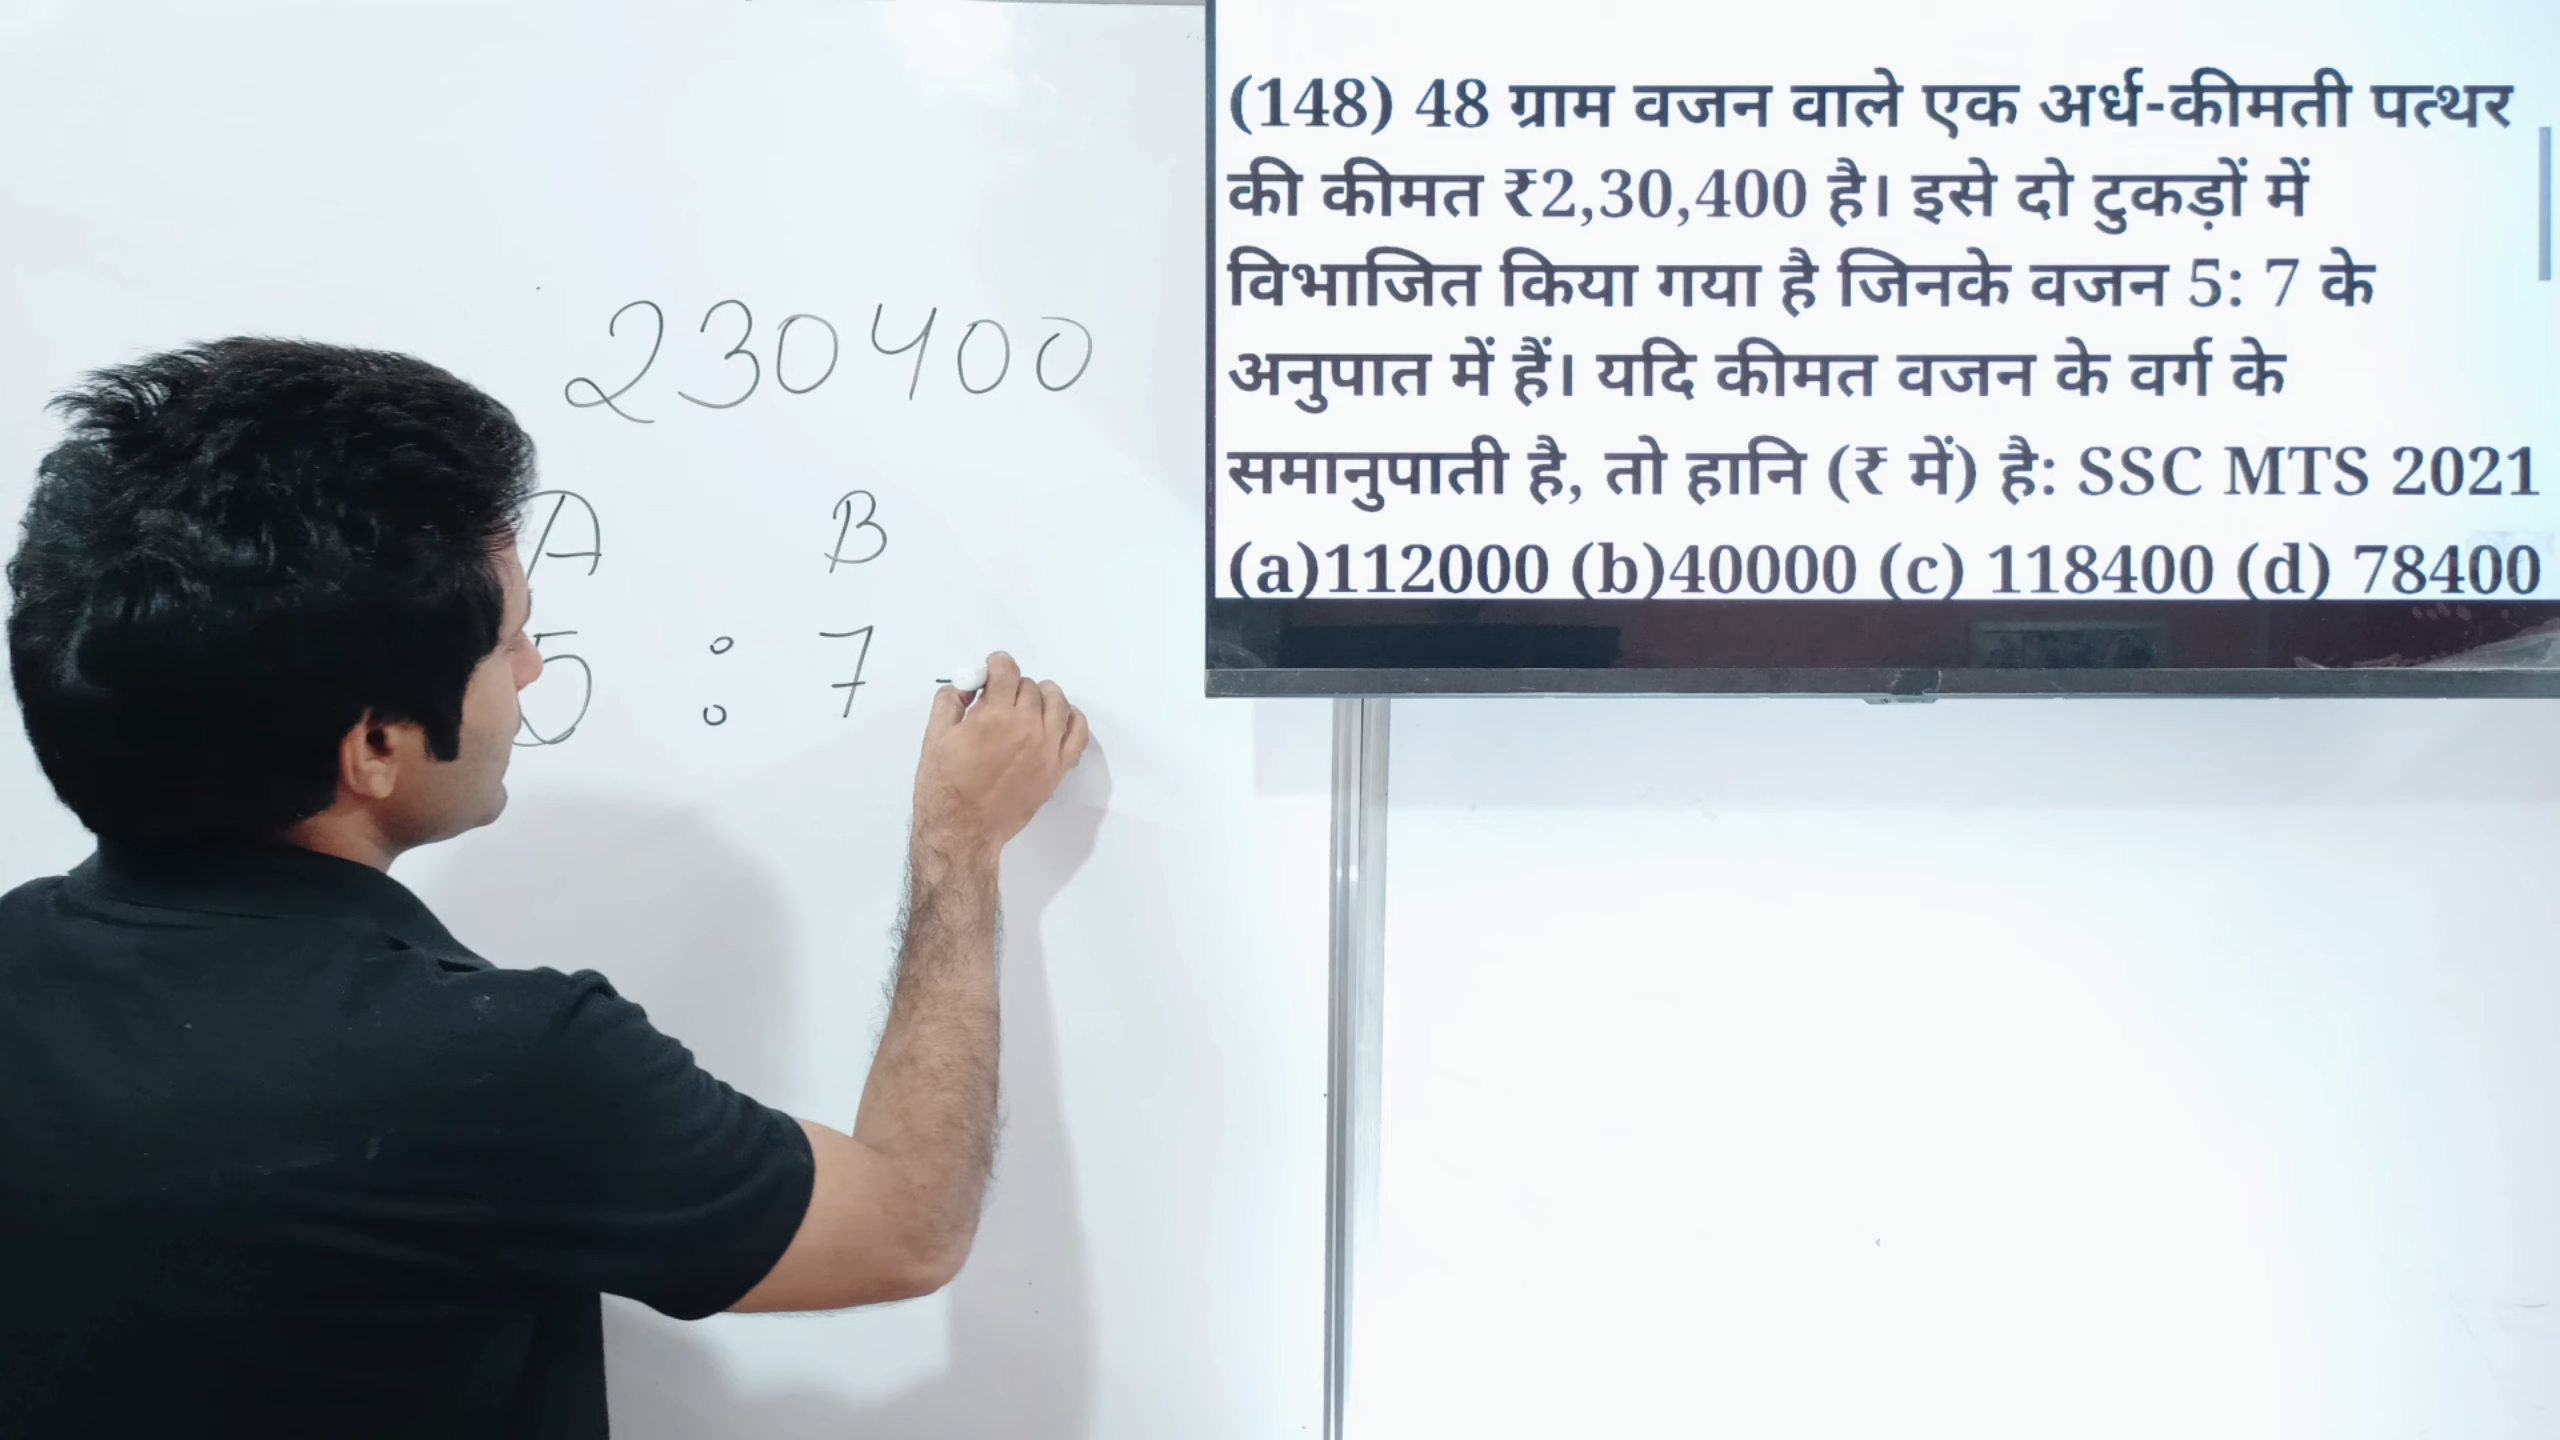 230400
A B
5 : 7 -
(148) 48 ग्राम वजन वाले एक अर्ध-कीमती पत्थर
की कीमत ₹2,30,400 है। इसे दो टुकड़ों में
विभाजित किया गया है जिनके वजन 5: 7 के
अनुपात में हैं। यदि कीमत वजन के वर्ग के
समानुपाती है, तो हानि (₹ में) है: SSC MTS 2021
(a)112000 (b)40000 (c) 118400 (d) 78400